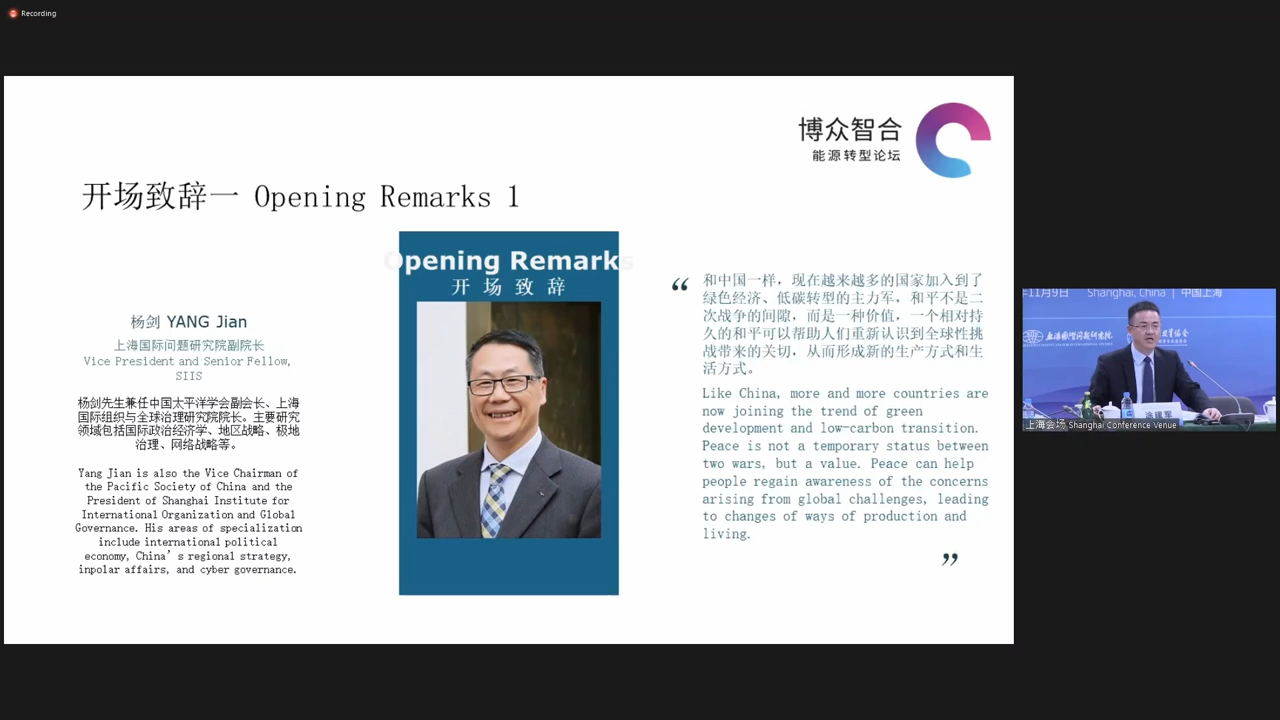 Recording
博众智合
能源转型论坛
开场致辞一 Opening Remarks 1
Opening Remarks
开场致辞
杨剑 YANG Jian
上海国际问题研究院副院长
Vice President and Senior Fellow,
SIIS
杨剑先生兼任中国太平洋学会副会长、上海
国际组织与全球治理研究院院长。主要研究
领域包括国际政治经济学、地区战略、极地
治理、网络战略等。
Yang Jian is also the Vice Chairman of
the Pacific Society of China and the
President of Shanghai Institute for
International Organization and Global
Governance. His areas of specialization
include international political
economy, China’s regional strategy,
inpolar affairs, and cyber governance.
“
和中国一样，现在越来越多的国家加入到了
绿色经济、低碳转型的主力军，和平不是二
次战争的间隙，而是一种价值，一个相对持
久的和平可以帮助人们重新认识到全球性挑
战带来的关切，从而形成新的生产方式和生
活方式。
Like China, more and more countries are
now joining the trend of green
development and low-carbon transition.
Peace is not a temporary status between
two wars, but a value. Peace can help
people regain awareness of the concerns
arising from global challenges, leading
to changes of ways of production and
living.
”
年11月9日 Shanghai, China | 中国上海
上海国际问题研究院
涂建军
上海会场 Shanghai Conference Venue